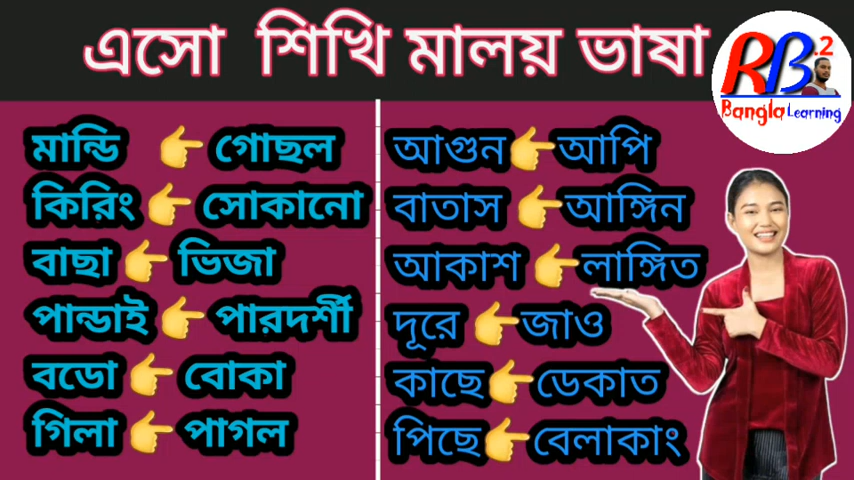 এসো শিখি মালয় ভাষা
RB.2
Bangla Learning
মান্ডি 👉 গোছল
কিরিং 👉 সোকানো
বাছা 👉 ভিজা
পান্ডাই 👉 পারদর্শী
বডো 👉 বোকা
গিলা 👉 পাগল
আগুন 👉 আপি
বাতাস 👉 আঙ্গিন
আকাশ 👉 লাঙ্গিত
দূরে 👉 জাও
কাছে 👉 ডেকাত
পিছে 👉 বেলাকাং